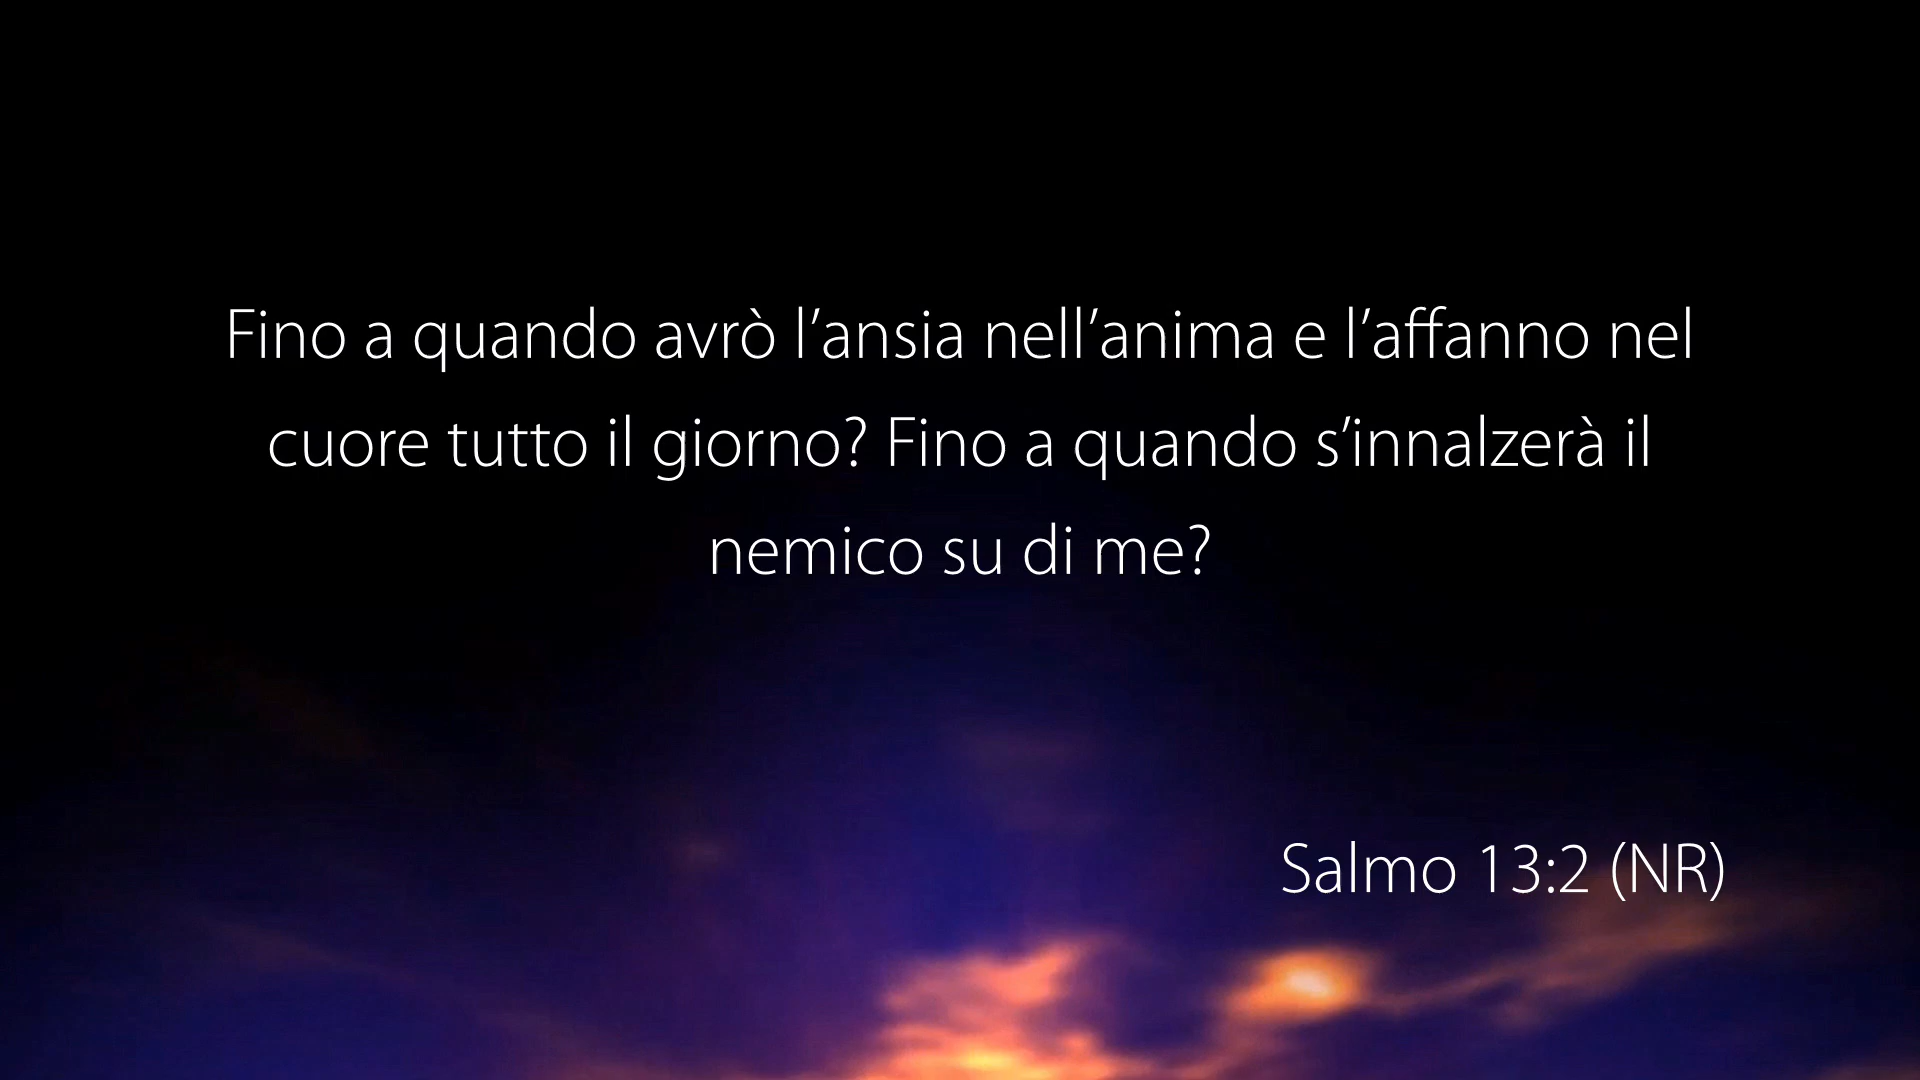 Fino a quando avrò l’ansia nell’anima e l’affanno nel
cuore tutto il giorno? Fino a quando s’innalzerà il
nemico su di me?
Salmo 13:2 (NR)